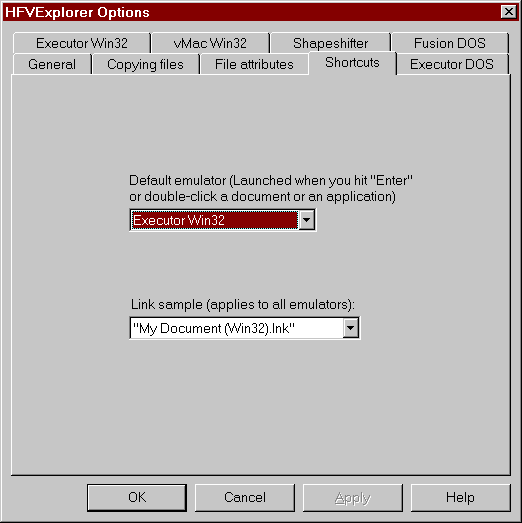 HFVExplorer Options
Executor Win32 vMac Win32 Shapeshifter Fusion DOS
General Copying files File attributes Shortcuts Executor DOS
Default emulator (Launched when you hit "Enter"
or double-click a document or an application)
Executor Win32
Link sample (applies to all emulators):
"My Document (Win32).lnk"
OK Cancel Apply Help